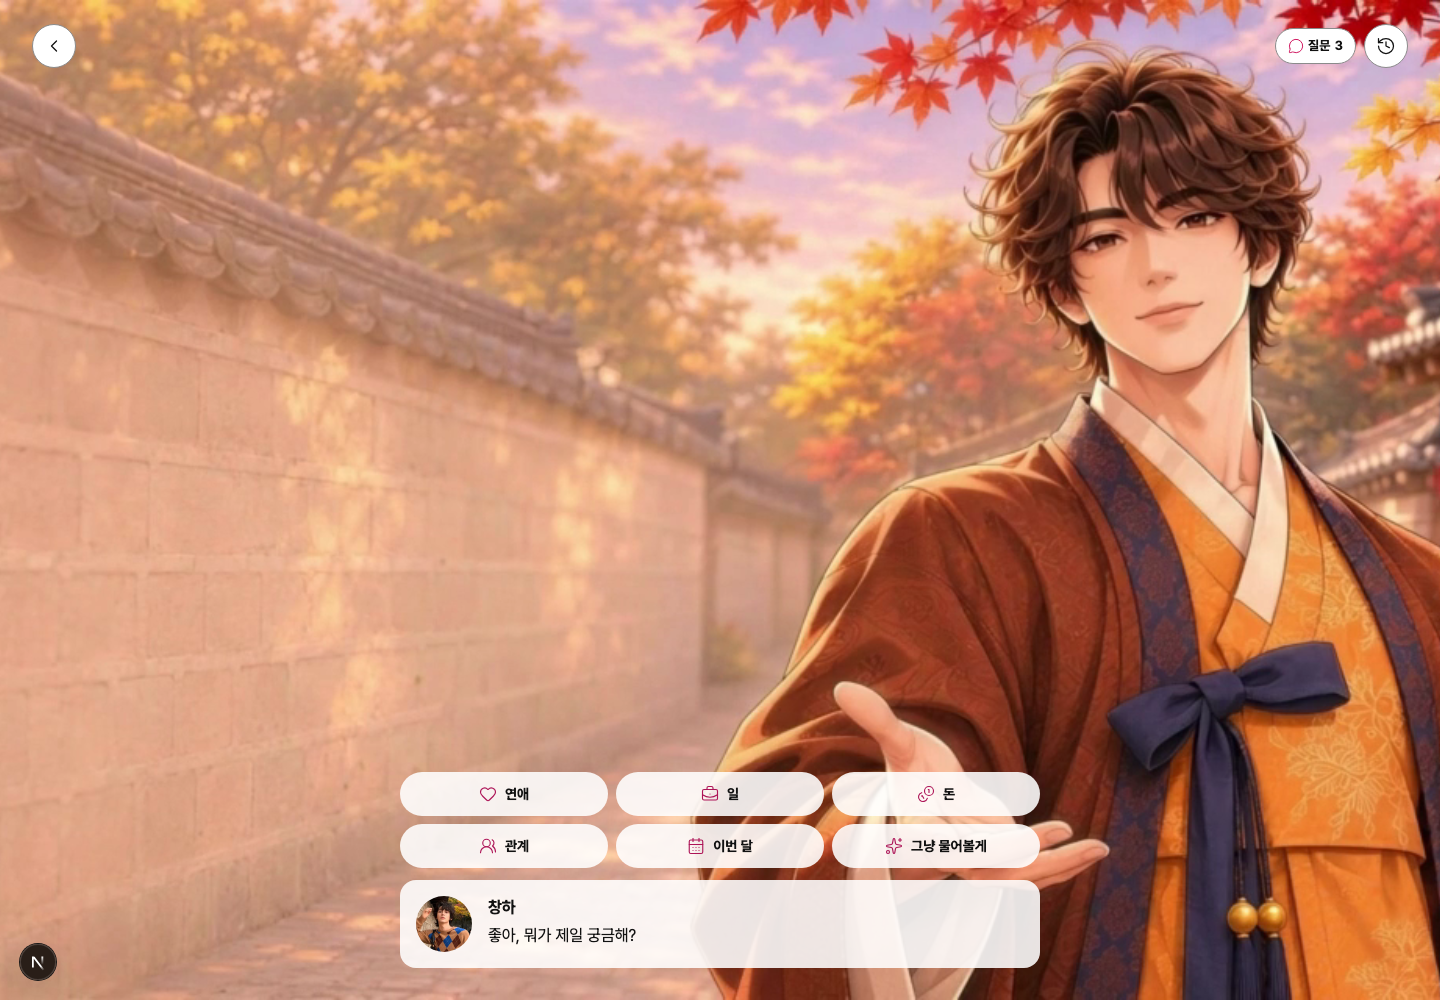 질문 3
연애
일
돈
관계
이번 달
그냥 물어볼게
창하
좋아, 뭐가 제일 궁금해?
N